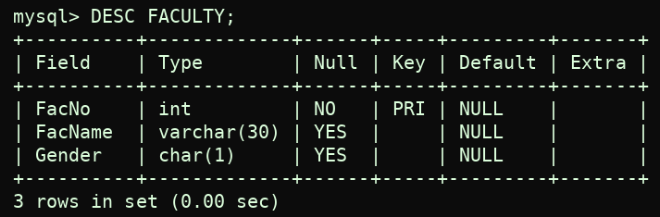 mysql> DESC FACULTY;
+----------+-------------+------+-----+---------+-------+
| Field    | Type        | Null | Key | Default | Extra |
+----------+-------------+------+-----+---------+-------+
| FacNo    | int         | NO   | PRI | NULL    |       |
| FacName  | varchar(30) | YES  |     | NULL    |       |
| Gender   | char(1)     | YES  |     | NULL    |       |
+----------+-------------+------+-----+---------+-------+
3 rows in set (0.00 sec)